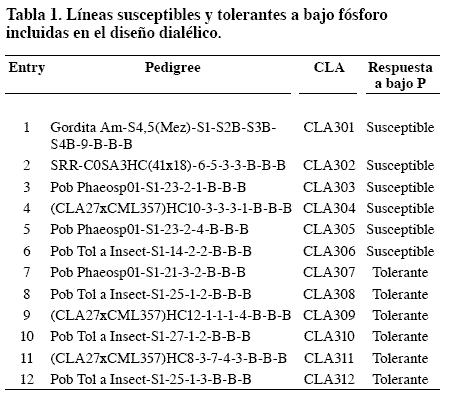 Tabla 1. Líneas susceptibles y tolerantes a bajo fósforo
incluidas en el diseño dialélico.
Entry Pedigree CLA Respuesta
a bajo P
1 Gordita Am-S4,5(Mez)-S1-S2B-S3B- CLA301 Susceptible
S4B-9-B-B-B
2 SRR-C0SA3HC(41x18)-6-5-3-3-B-B-B CLA302 Susceptible
3 Pob Phaeosp01-S1-23-2-1-B-B-B CLA303 Susceptible
4 (CLA27xCML357)HC10-3-3-3-1-B-B-B CLA304 Susceptible
5 Pob Phaeosp01-S1-23-2-4-B-B-B CLA305 Susceptible
6 Pob Tol a Insect-S1-14-2-2-B-B-B CLA306 Susceptible
7 Pob Phaeosp01-S1-21-3-2-B-B-B CLA307 Tolerante
8 Pob Tol a Insect-S1-25-1-2-B-B-B CLA308 Tolerante
9 (CLA27xCML357)HC12-1-1-1-4-B-B-B CLA309 Tolerante
10 Pob Tol a Insect-S1-27-1-2-B-B-B CLA310 Tolerante
11 (CLA27xCML357)HC8-3-7-4-3-B-B-B CLA311 Tolerante
12 Pob Tol a Insect-S1-25-1-3-B-B-B CLA312 Tolerante